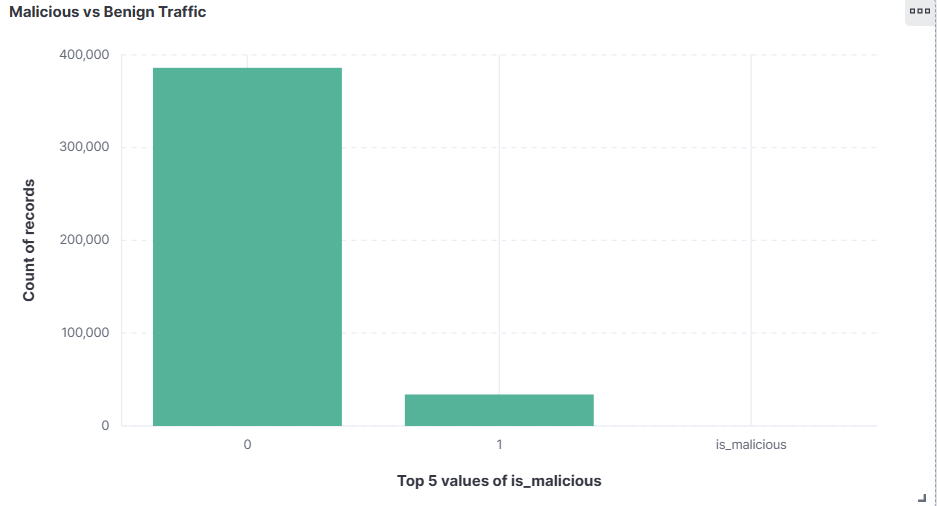 Malicious vs Benign Traffic
400,000
300,000
200,000
100,000
0
Count of records
0 1 is_malicious
Top 5 values of is_malicious